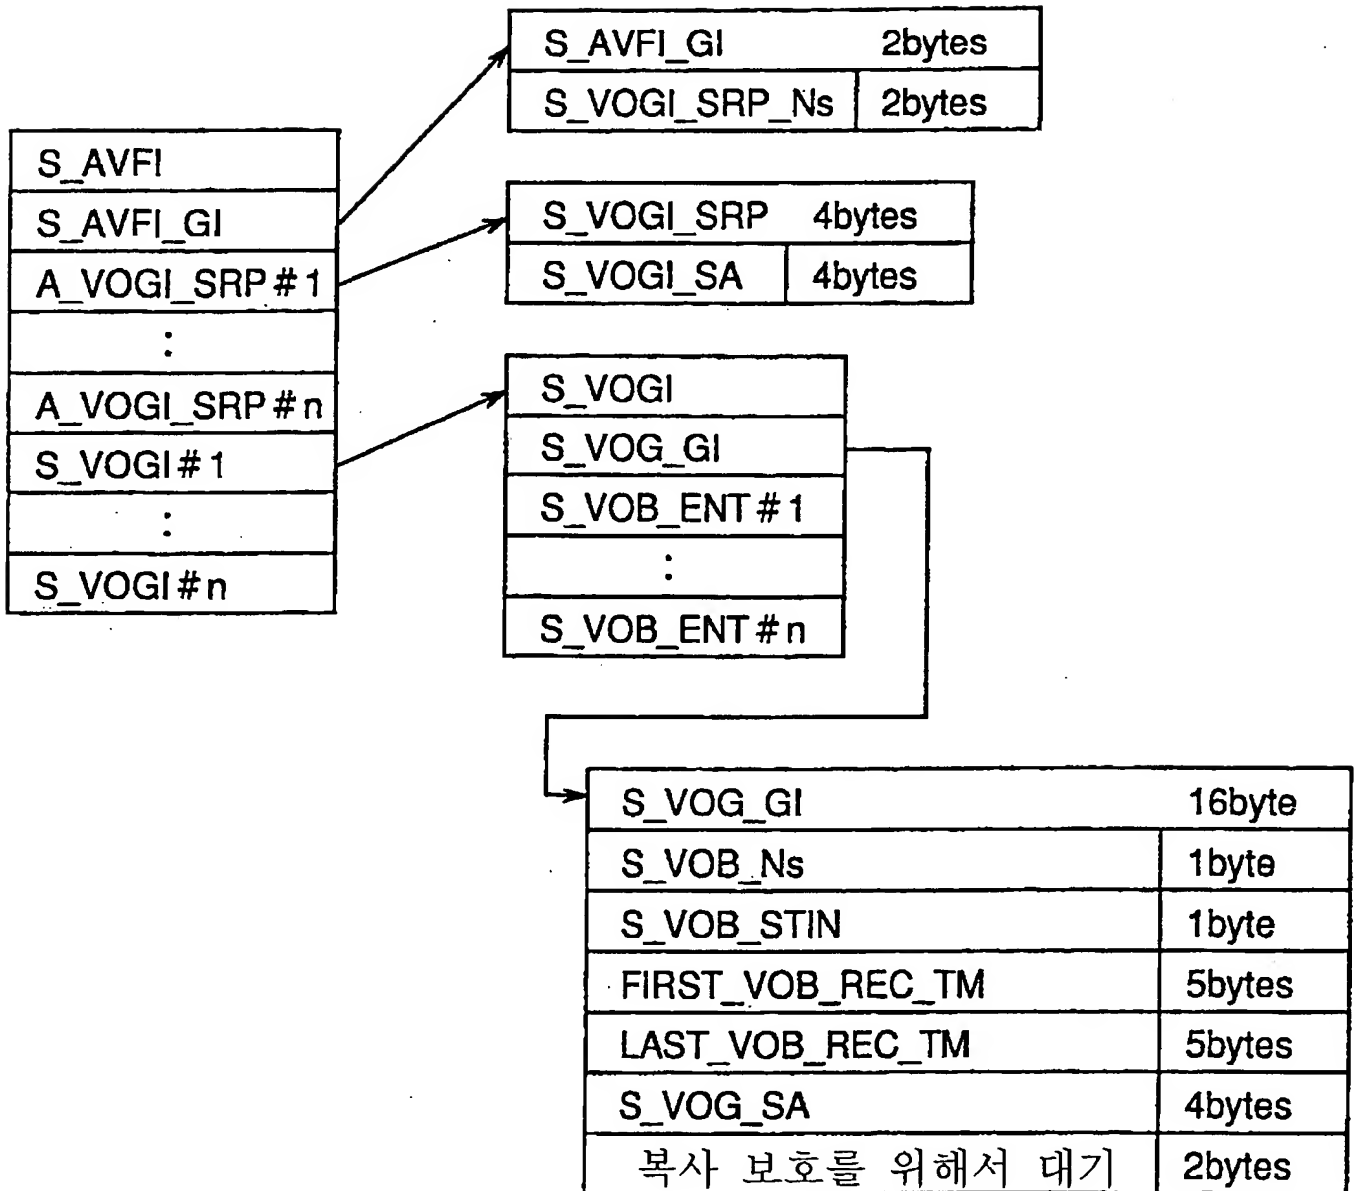 S_AVFI_GI 2bytes
S_VOGI_SRP_Ns 2bytes
S_AVFI
S_AVFI_GI
A_VOGI_SRP#1
:
A_VOGI_SRP#n
S_VOGI#1
:
S_VOGI#n
S_VOGI_SRP 4bytes
S_VOGI_SA 4bytes
S_VOGI
S_VOG_GI
S_VOB_ENT#1
:
S_VOB_ENT#n
S_VOG_GI 16byte
S_VOB_Ns 1byte
S_VOB_STIN 1byte
FIRST_VOB_REC_TM 5bytes
LAST_VOB_REC_TM 5bytes
S_VOG_SA 4bytes
복사 보호를 위해서 대기 2bytes